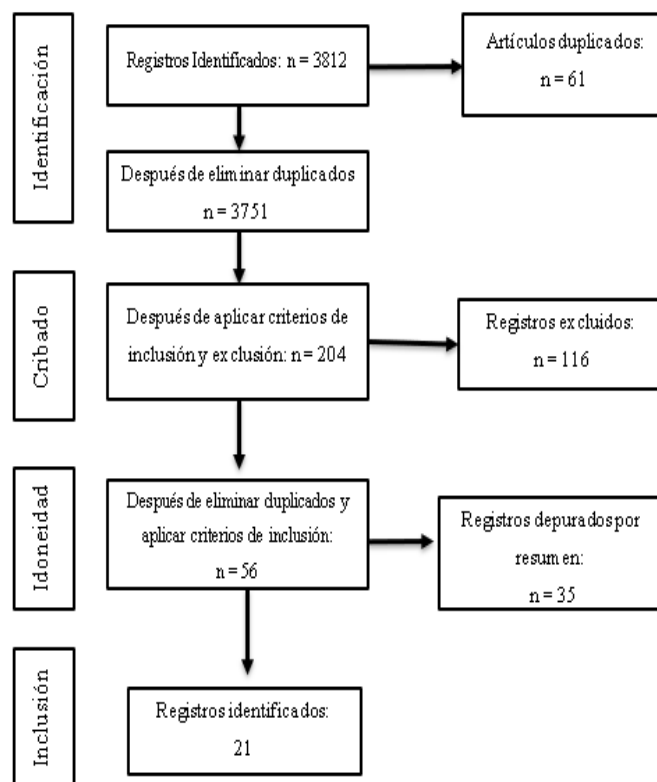 Identificación
Registros Identificados: n = 3812
Artículos duplicados:
n = 61
Después de eliminar duplicados
n = 3751
Cribado
Después de aplicar criterios de
inclusión y exclusión: n = 204
Registros excluidos:
n = 116
Idoneidad
Después de eliminar duplicados y
aplicar criterios de inclusión:
n = 56
Registros depurados por
resumen:
n = 35
Inclusión
Registros identificados:
21